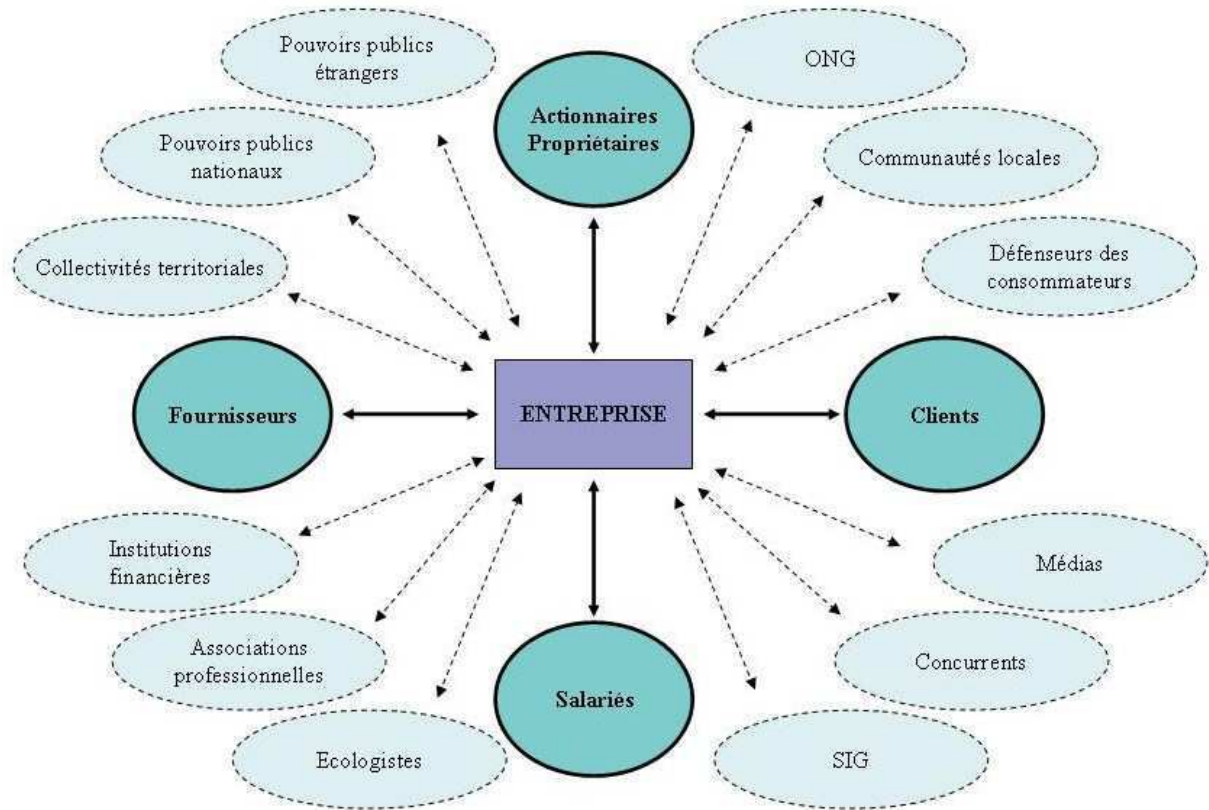 Pouvoirs publics
étrangers
ONG
Actionnaires
Propriétaires
Pouvoirs publics
nationaux
Communautés locales
Collectivités territoriales
Défenseurs des
consommateurs
Fournisseurs
ENTREPRISE
Clients
Institutions
financières
Médias
Associations
professionnelles
Concurrents
Salariés
Ecologistes
SIG